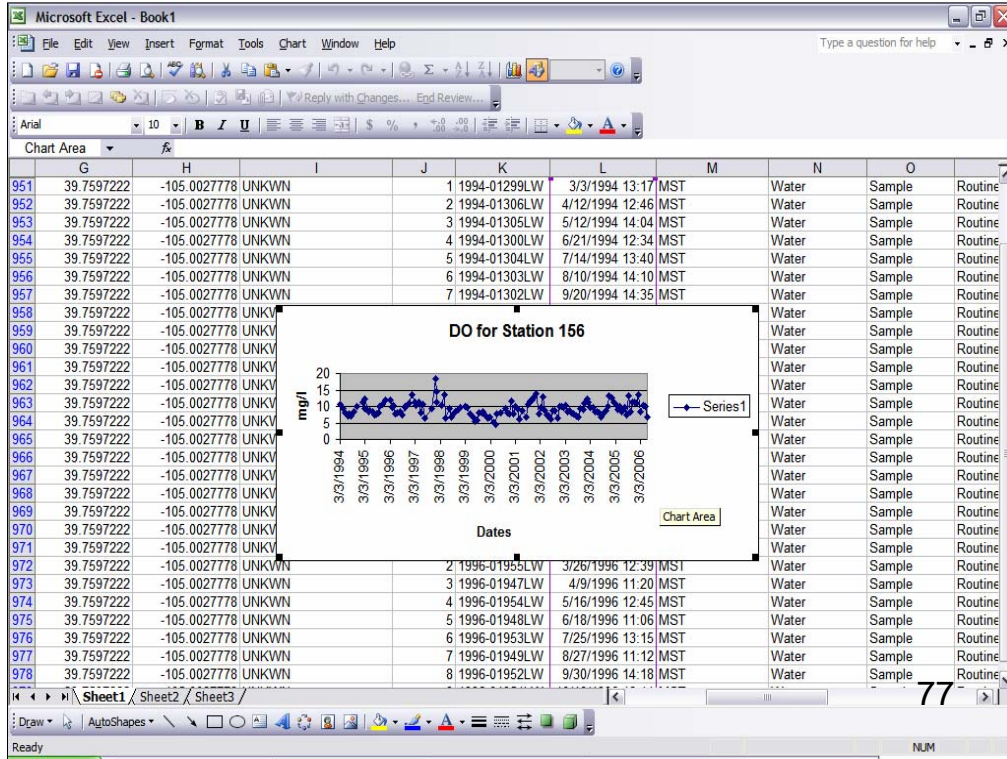 Microsoft Excel - Book1
File Edit View Insert Format Tools Chart Window Help Type a question for help
Reply with Changes... End Review...
Arial 10 B I U $ % ,
Chart Area fx
G H I J K L M N O
951 39.7597222 -105.0027778 UNKWN 1 1994-01299LW 3/3/1994 13:17 MST Water Sample Routine
952 39.7597222 -105.0027778 UNKWN 2 1994-01306LW 4/12/1994 12:46 MST Water Sample Routine
953 39.7597222 -105.0027778 UNKWN 3 1994-01305LW 5/12/1994 14:04 MST Water Sample Routine
954 39.7597222 -105.0027778 UNKWN 4 1994-01300LW 6/21/1994 12:34 MST Water Sample Routine
955 39.7597222 -105.0027778 UNKWN 5 1994-01304LW 7/14/1994 13:40 MST Water Sample Routine
956 39.7597222 -105.0027778 UNKWN 6 1994-01303LW 8/10/1994 14:10 MST Water Sample Routine
957 39.7597222 -105.0027778 UNKWN 7 1994-01302LW 9/20/1994 14:35 MST Water Sample Routine
958 39.7597222 -105.0027778 UNKV Water Sample Routine
959 39.7597222 -105.0027778 UNKV Water Sample Routine
960 39.7597222 -105.0027778 UNKV Water Sample Routine
961 39.7597222 -105.0027778 UNKV Water Sample Routine
962 39.7597222 -105.0027778 UNKV Water Sample Routine
963 39.7597222 -105.0027778 UNKV Water Sample Routine
964 39.7597222 -105.0027778 UNKV Water Sample Routine
965 39.7597222 -105.0027778 UNKV Water Sample Routine
966 39.7597222 -105.0027778 UNKV Water Sample Routine
967 39.7597222 -105.0027778 UNKV Water Sample Routine
968 39.7597222 -105.0027778 UNKV Water Sample Routine
969 39.7597222 -105.0027778 UNKV Water Sample Routine
970 39.7597222 -105.0027778 UNKV Water Sample Routine
971 39.7597222 -105.0027778 UNKV Water Sample Routine
DO for Station 156
mg/l
20
15
10
5
0
Series1
3/3/1994 3/3/1995 3/3/1996 3/3/1997 3/3/1998 3/3/1999 3/3/2000 3/3/2001 3/3/2002 3/3/2003 3/3/2004 3/3/2005 3/3/2006
Chart Area
Dates
972 39.7597222 -105.0027778 UNKWN 2 1996-01955LW 3/26/1996 12:39 MST Water Sample Routine
973 39.7597222 -105.0027778 UNKWN 3 1996-01947LW 4/9/1996 11:20 MST Water Sample Routine
974 39.7597222 -105.0027778 UNKWN 4 1996-01954LW 5/16/1996 12:45 MST Water Sample Routine
975 39.7597222 -105.0027778 UNKWN 5 1996-01948LW 6/18/1996 11:06 MST Water Sample Routine
976 39.7597222 -105.0027778 UNKWN 6 1996-01953LW 7/25/1996 13:15 MST Water Sample Routine
977 39.7597222 -105.0027778 UNKWN 7 1996-01949LW 8/27/1996 11:12 MST Water Sample Routine
978 39.7597222 -105.0027778 UNKWN 8 1996-01952LW 9/30/1996 14:18 MST Water Sample Routine
Sheet1 Sheet2 Sheet3
77
Draw AutoShapes
Ready NUM